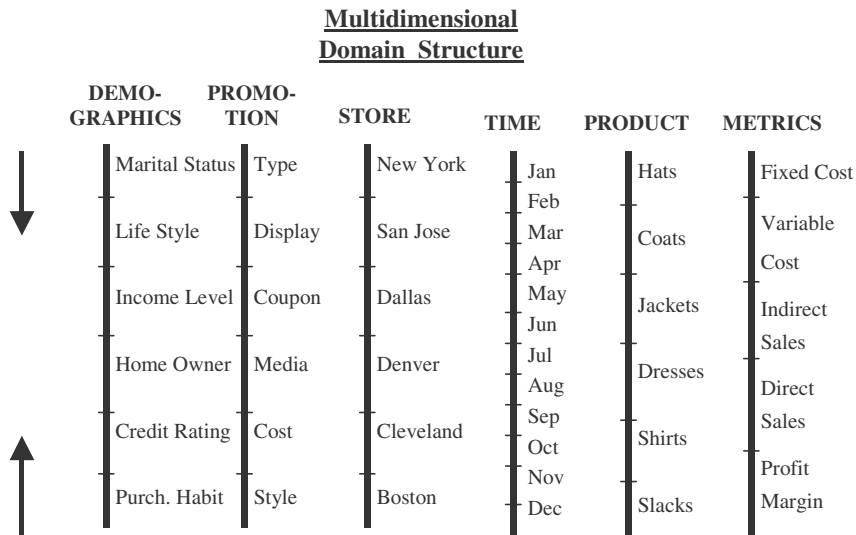 Multidimensional
Domain Structure
DEMO-
GRAPHICS
Marital Status
Life Style
Income Level
Home Owner
Credit Rating
Purch. Habit
PROMO-
TION
Type
Display
Coupon
Media
Cost
Style
STORE
New York
San Jose
Dallas
Denver
Cleveland
Boston
TIME
Jan
Feb
Mar
Apr
May
Jun
Jul
Aug
Sep
Oct
Nov
Dec
PRODUCT
Hats
Coats
Jackets
Dresses
Shirts
Slacks
METRICS
Fixed Cost
Variable
Cost
Indirect
Sales
Direct
Sales
Profit
Margin